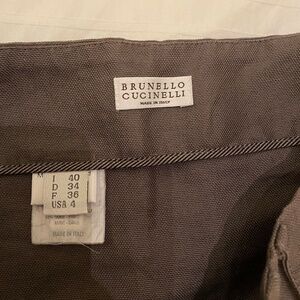 BRUNELLO
CUCINELLI
MADE IN ITALY
I 40
D 34
F 36
USA 4
MADE IN ITALY